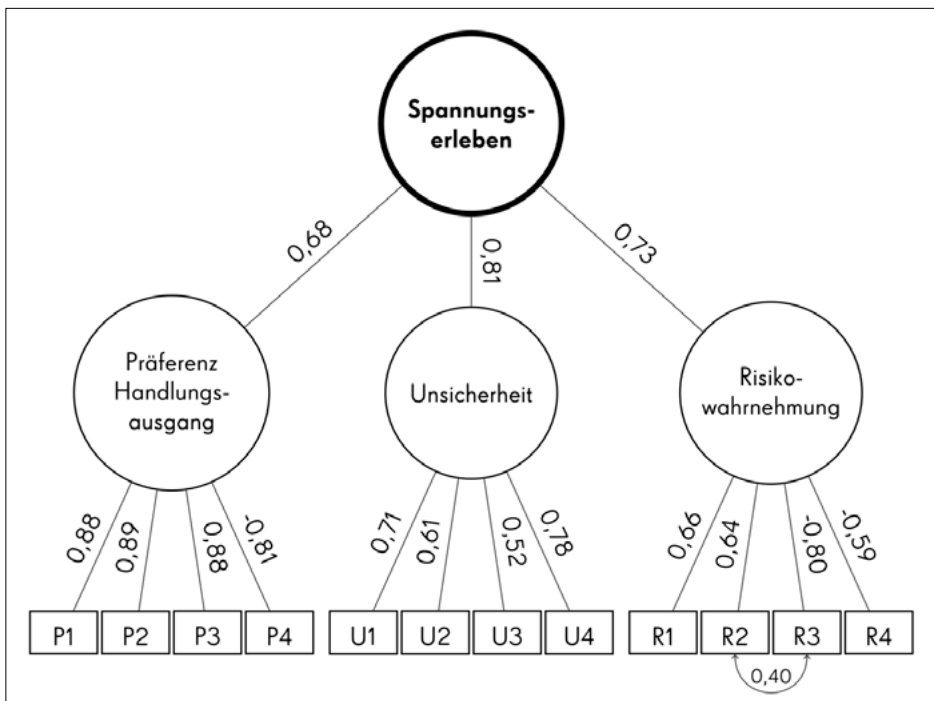 Spannungs-
erleben
0,68
0,81
0,73
Präferenz
Handlungs-
ausgang
Unsicherheit
Risiko-
wahrnehmung
0,88
0,89
0,88
-0,81
0,71
0,61
0,52
0,78
0,66
0,64
-0,80
-0,59
P1
P2
P3
P4
U1
U2
U3
U4
R1
R2
R3
R4
0,40